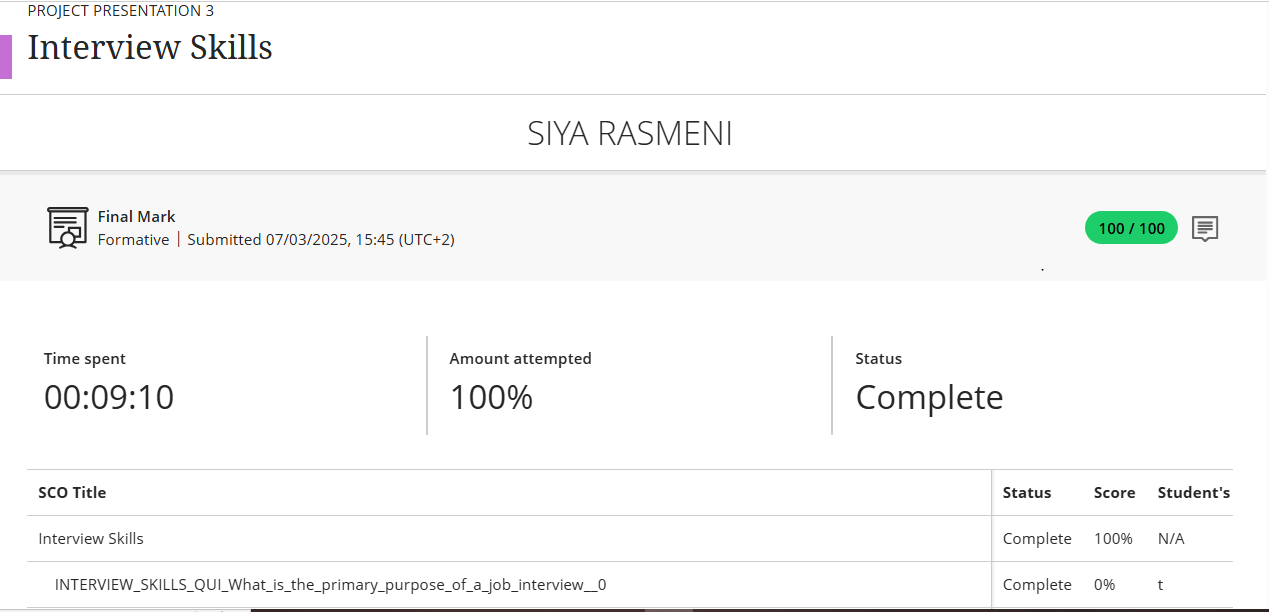 PROJECT PRESENTATION 3
Interview Skills
SIYA RASMENI
Final Mark
Formative | Submitted 07/03/2025, 15:45 (UTC+2)
100 / 100
.
Time spent
00:09:10
Amount attempted
100%
Status
Complete
SCO Title Status Score Student's
Interview Skills Complete 100% N/A
INTERVIEW_SKILLS_QUI_What_is_the_primary_purpose_of_a_job_interview__0 Complete 0% t